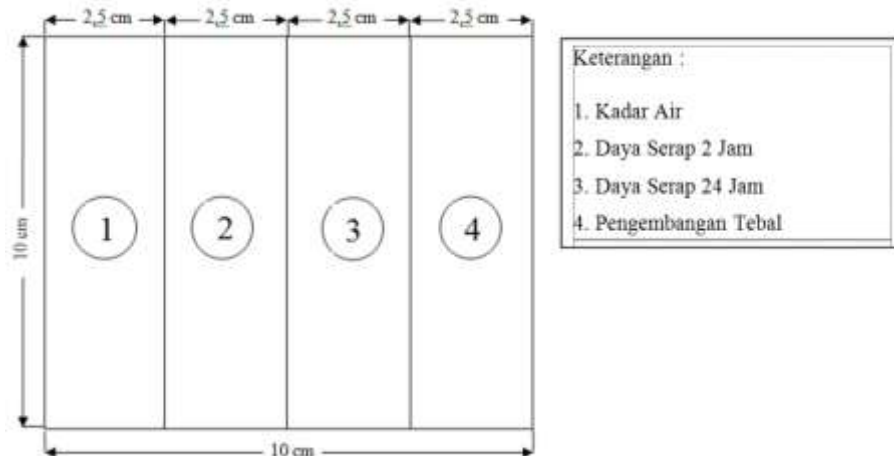 2,5 cm 2,5 cm 2,5 cm 2,5 cm
10 cm
1 2 3 4
10 cm
Keterangan :
1. Kadar Air
2. Daya Serap 2 Jam
3. Daya Serap 24 Jam
4. Pengembangan Tebal